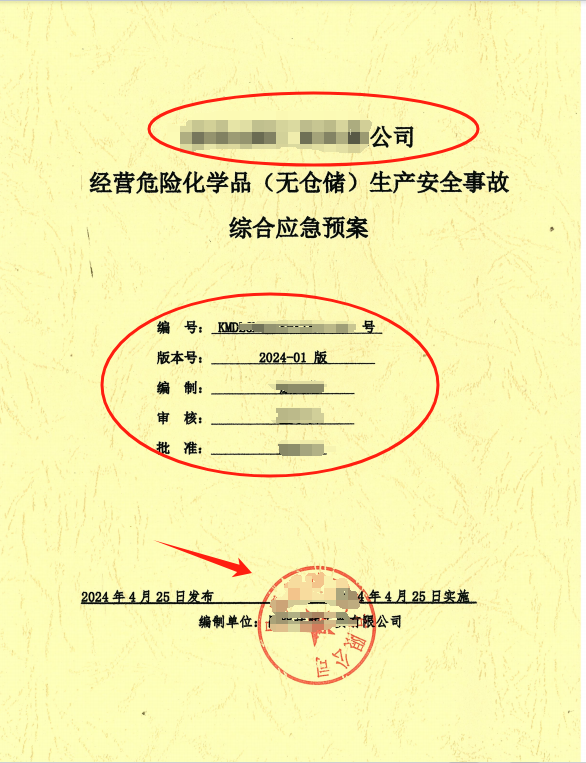 公司
经营危险化学品（无仓储）生产安全事故
综合应急预案
编 号： KMD 号
版本号： 2024-01 版
编 制：
审 核：
批 准：
2024 年 4 月 25 日发布 4 年 4 月 25 日实施
编制单位： 有限公司
限公司